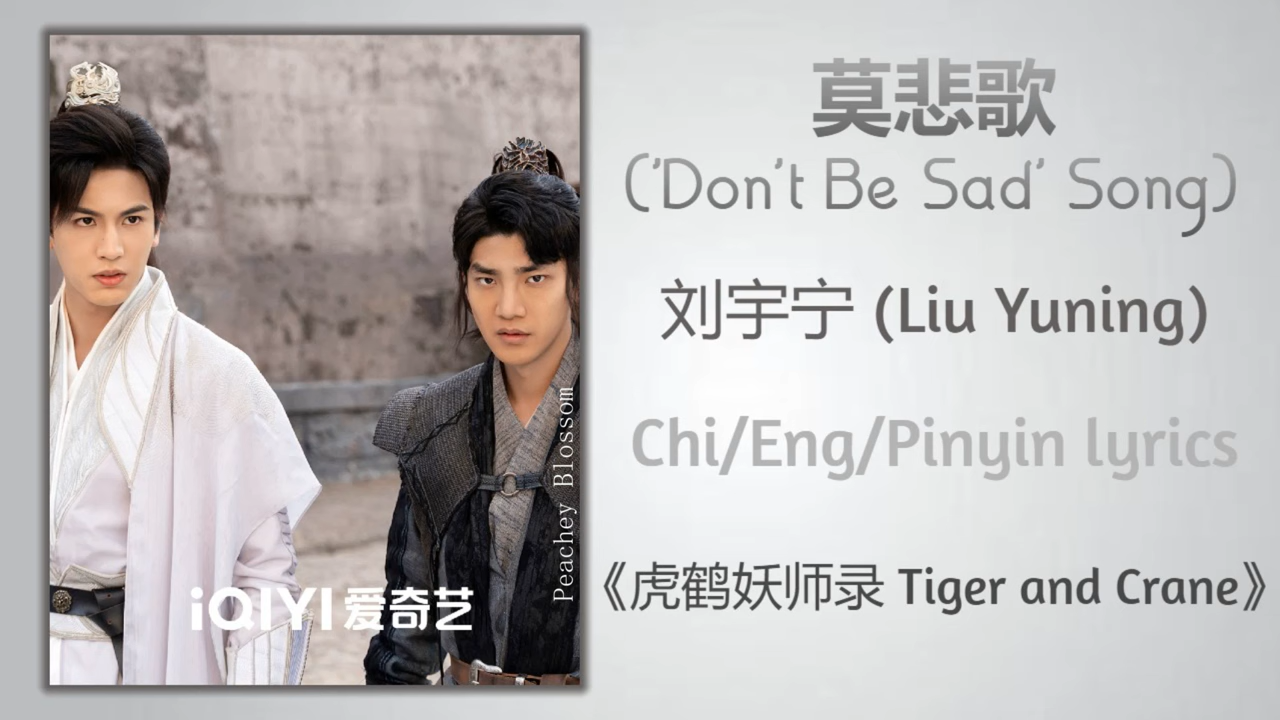 莫悲歌
('Don't Be Sad' Song)
刘宇宁 (Liu Yuning)
Chi/Eng/Pinyin lyrics
《虎鹤妖师录 Tiger and Crane》
Peachey Blossom
iQIYI 爱奇艺